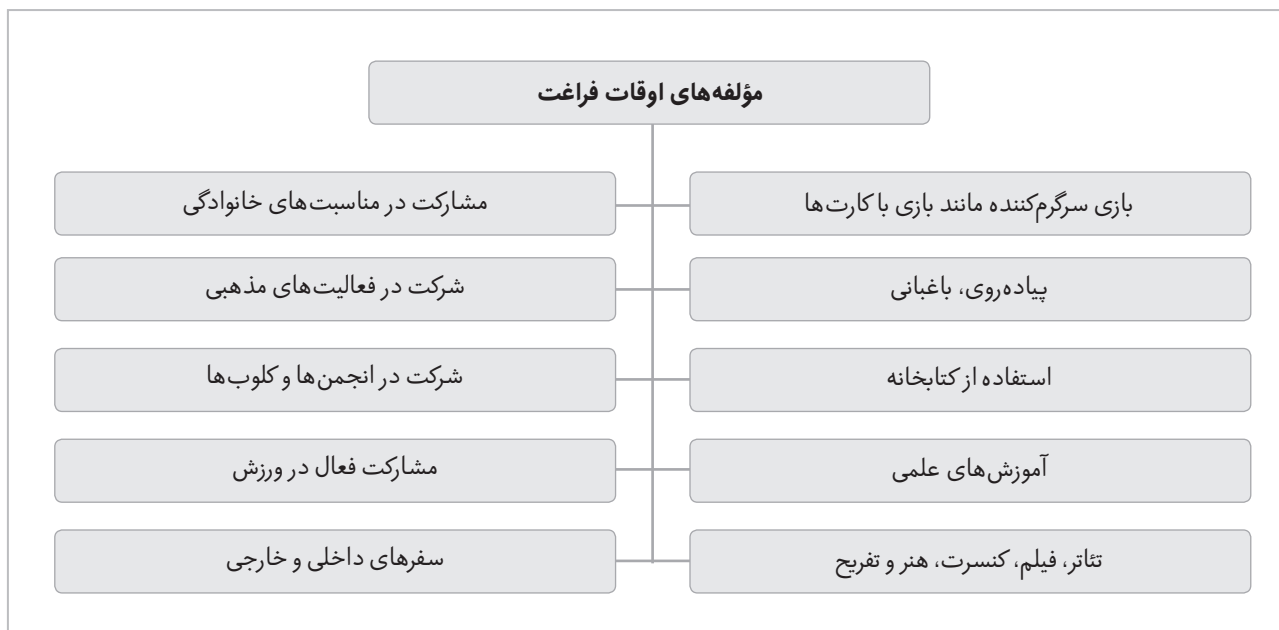 مؤلفه‌های اوقات فراغت
بازی سرگرم‌کننده مانند بازی با کارت‌ها
مشارکت در مناسبت‌های خانوادگی
پیاده‌روی، باغبانی
شرکت در فعالیت‌های مذهبی
استفاده از کتابخانه
شرکت در انجمن‌ها و کلوب‌ها
آموزش‌های علمی
مشارکت فعال در ورزش
تئاتر، فیلم، کنسرت، هنر و تفریح
سفرهای داخلی و خارجی